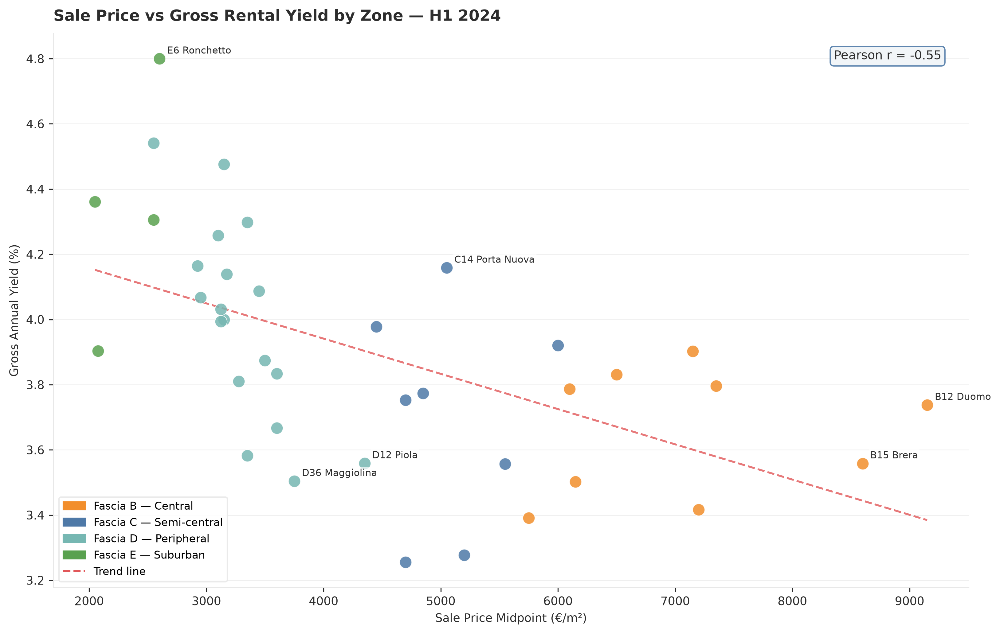 Sale Price vs Gross Rental Yield by Zone — H1 2024
Pearson r = -0.55
E6 Ronchetto
C14 Porta Nuova
B12 Duomo
B15 Brera
D12 Piola
D36 Maggiolina
Gross Annual Yield (%)
4.8
4.6
4.4
4.2
4.0
3.8
3.6
3.4
3.2
Fascia B — Central
Fascia C — Semi-central
Fascia D — Peripheral
Fascia E — Suburban
Trend line
2000 3000 4000 5000 6000 7000 8000 9000
Sale Price Midpoint (€/m²)